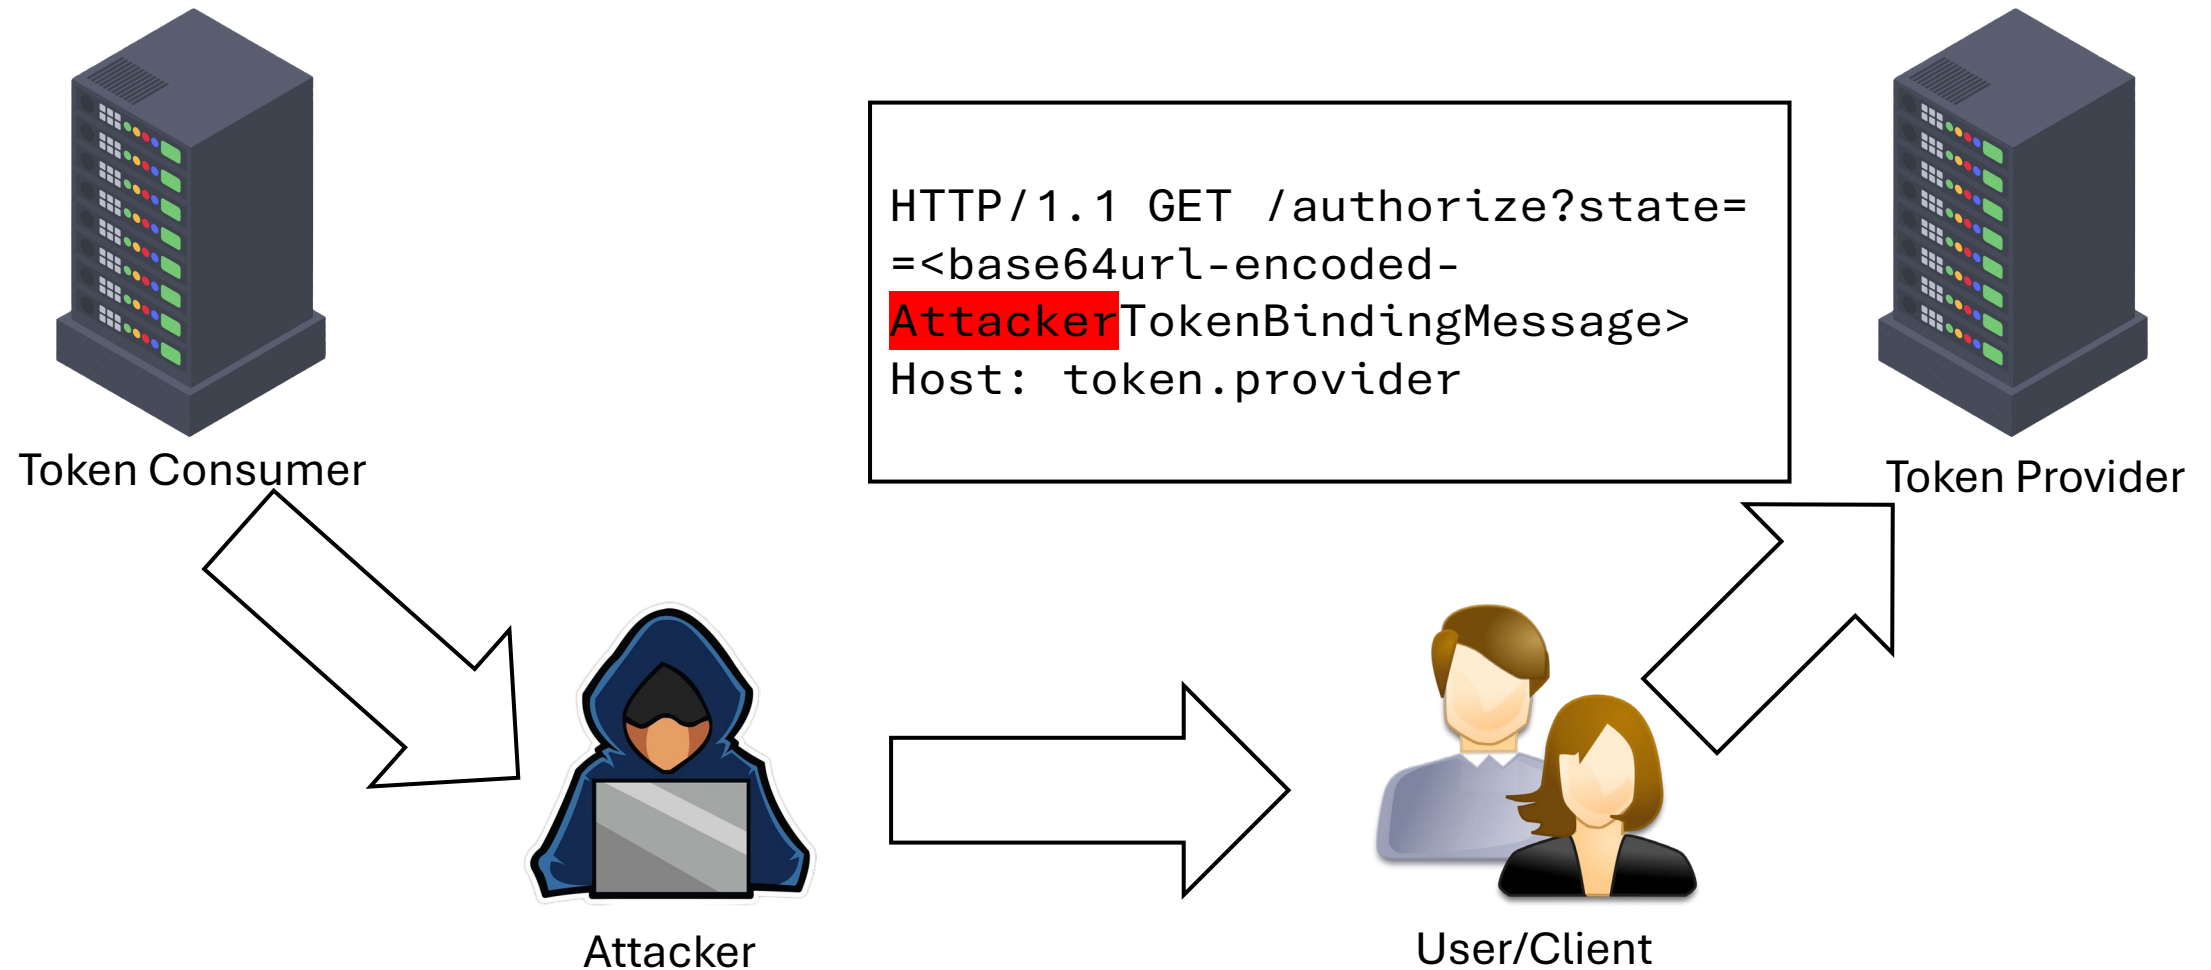 HTTP/1.1 GET /authorize?state=
=<base64url-encoded-
AttackerTokenBindingMessage>
Host: token.provider
Token Consumer
Token Provider
Attacker
User/Client